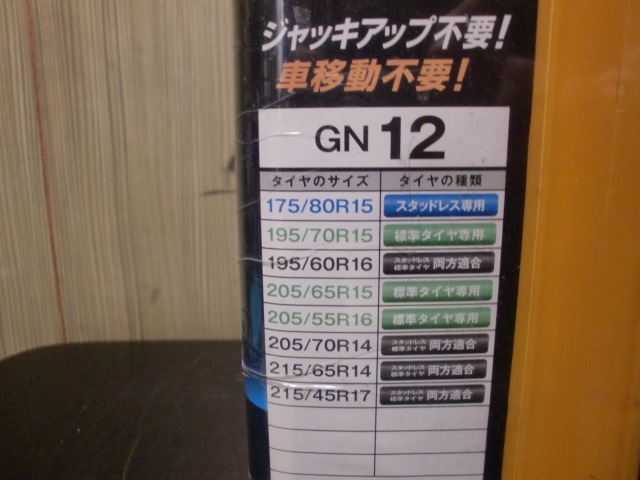 ジャッキアップ不要!
車移動不要!
GN 12
タイヤのサイズ タイヤの種類
175/80R15 スタッドレス専用
195/70R15 標準タイヤ専用
195/60R16 スタッドレス 標準タイヤ 両方適合
205/65R15 標準タイヤ専用
205/55R16 標準タイヤ専用
205/70R14 スタッドレス 標準タイヤ 両方適合
215/65R14 スタッドレス 標準タイヤ 両方適合
215/45R17 スタッドレス 標準タイヤ 両方適合